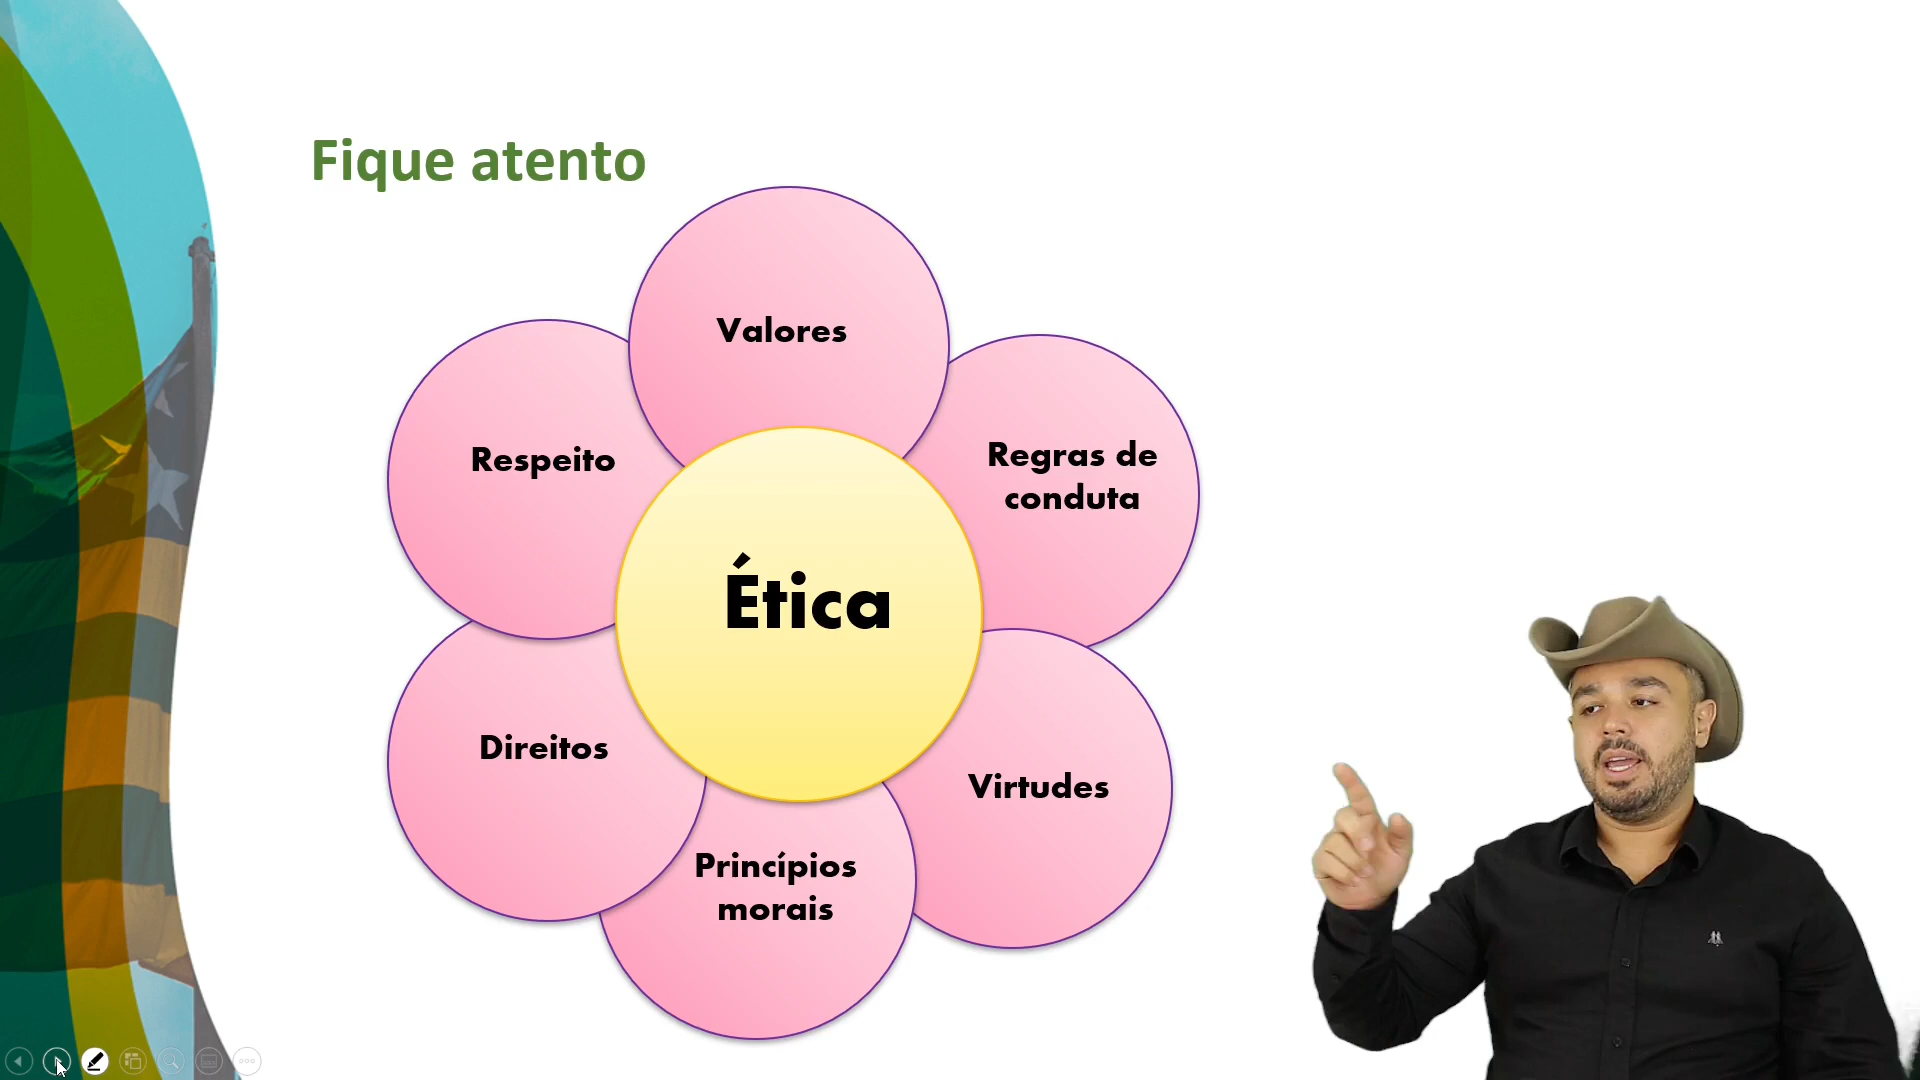 Fique atento
Valores
Respeito
Regras de
conduta
Ética
Direitos
Virtudes
Princípios
morais